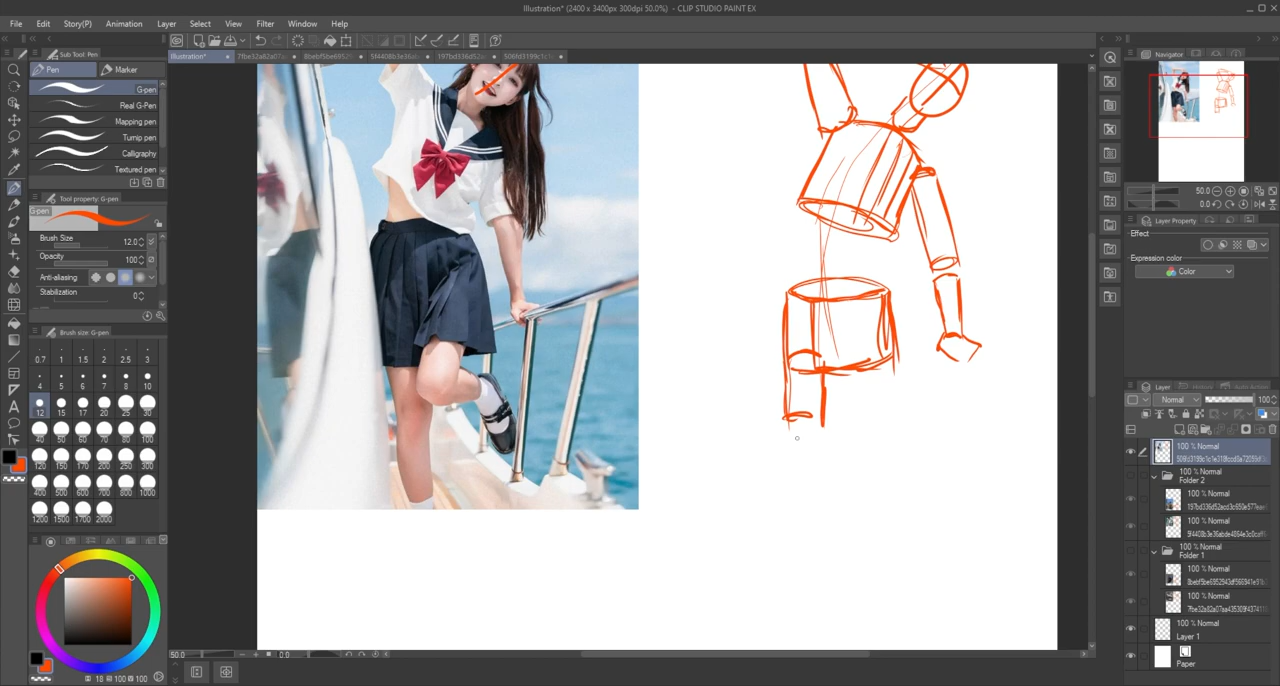 Illustration* (2400 x 3400px 300dpi 50.0%) - CLIP STUDIO PAINT EX
File Edit Story(P) Animation Layer Select View Filter Window Help
Sub Tool: Pen
Illustration*
Pen Marker
G-pen
Real G-Pen
Mapping pen
Turnip pen
Calligraphy
Textured pen
Tool property: G-pen
G-pen
Brush Size 12.0
Opacity 100
Anti-aliasing
Stabilization 0
Brush size: G-pen
0.7 1 1.5 2 2.5 3
4 5 6 7 8 10
12 15 17 20 25 30
40 50 60 70 80 100
120 150 170 200 250 300
400 500 600 700 800 1000
1200 1500 1700 2000
18 100 100
50.0
0.0
Navigator
50.0
0.0
Layer Property
Effect
Expression color
Color
Layer
Normal 100
100 % Normal
100 % Normal
Folder 2
100 % Normal
100 % Normal
100 % Normal
Folder 1
100 % Normal
100 % Normal
100 % Normal
Layer 1
Paper